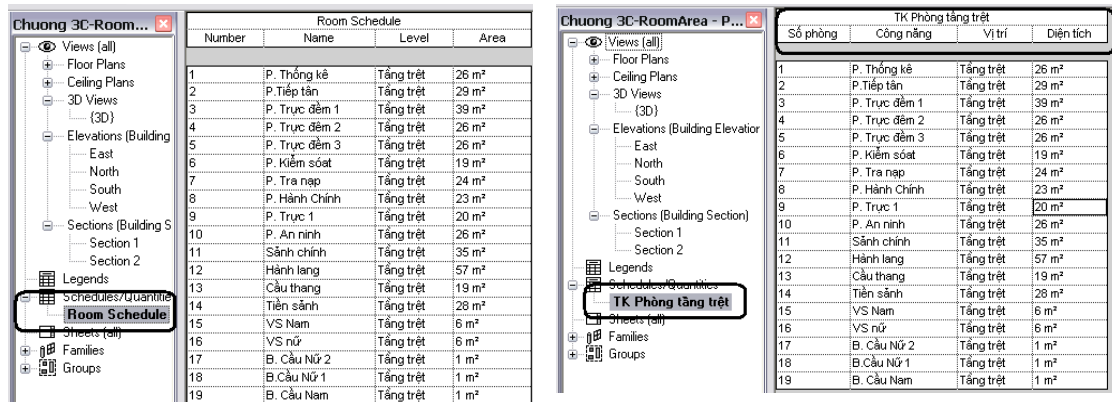 Chuong 3C-Room...
Views (all)
Floor Plans
Ceiling Plans
3D Views
{3D}
Elevations (Building
East
North
South
West
Sections (Building S
Section 1
Section 2
Legends
Schedules/Quantitie
Room Schedule
Sheets (all)
Families
Groups
Room Schedule
Number Name Level Area
1 P. Thống kê Tầng trệt 26 m²
2 P.Tiếp tân Tầng trệt 29 m²
3 P. Trực đêm 1 Tầng trệt 39 m²
4 P. Trực đêm 2 Tầng trệt 26 m²
5 P. Trực đêm 3 Tầng trệt 26 m²
6 P. Kiểm sóat Tầng trệt 19 m²
7 P. Tra nạp Tầng trệt 24 m²
8 P. Hành Chính Tầng trệt 23 m²
9 P. Trực 1 Tầng trệt 20 m²
10 P. An ninh Tầng trệt 26 m²
11 Sảnh chính Tầng trệt 35 m²
12 Hành lang Tầng trệt 57 m²
13 Cầu thang Tầng trệt 19 m²
14 Tiền sảnh Tầng trệt 28 m²
15 VS Nam Tầng trệt 6 m²
16 VS nữ Tầng trệt 6 m²
17 B. Cầu Nữ 2 Tầng trệt 1 m²
18 B.Cầu Nữ 1 Tầng trệt 1 m²
19 B. Cầu Nam Tầng trệt 1 m²
Chuong 3C-RoomArea - P...
Views (all)
Floor Plans
Ceiling Plans
3D Views
{3D}
Elevations (Building Elevation
East
North
South
West
Sections (Building Section)
Section 1
Section 2
Legends
Schedules/Quantities
TK Phòng tầng trệt
Sheets (all)
Families
Groups
TK Phòng tầng trệt
Số phòng Công năng Vị trí Diện tích
1 P. Thống kê Tầng trệt 26 m²
2 P.Tiếp tân Tầng trệt 29 m²
3 P. Trực đêm 1 Tầng trệt 39 m²
4 P. Trực đêm 2 Tầng trệt 26 m²
5 P. Trực đêm 3 Tầng trệt 26 m²
6 P. Kiểm sóat Tầng trệt 19 m²
7 P. Tra nạp Tầng trệt 24 m²
8 P. Hành Chính Tầng trệt 23 m²
9 P. Trực 1 Tầng trệt 20 m²
10 P. An ninh Tầng trệt 26 m²
11 Sảnh chính Tầng trệt 35 m²
12 Hành lang Tầng trệt 57 m²
13 Cầu thang Tầng trệt 19 m²
14 Tiền sảnh Tầng trệt 28 m²
15 VS Nam Tầng trệt 6 m²
16 VS nữ Tầng trệt 6 m²
17 B. Cầu Nữ 2 Tầng trệt 1 m²
18 B.Cầu Nữ 1 Tầng trệt 1 m²
19 B. Cầu Nam Tầng trệt 1 m²